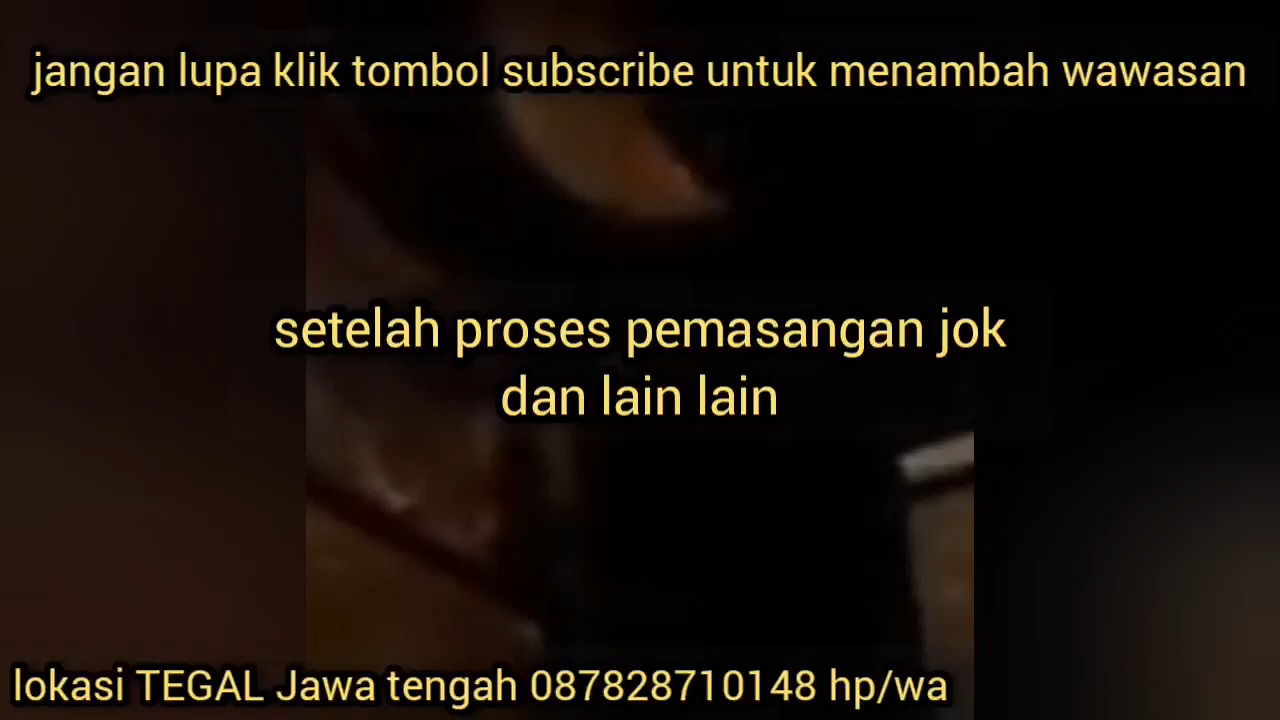 jangan lupa klik tombol subscribe untuk menambah wawasan
setelah proses pemasangan jok
dan lain lain
lokasi TEGAL Jawa tengah 087828710148 hp/wa